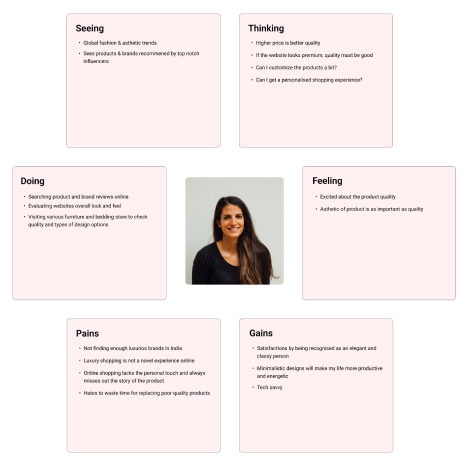 Seeing
Global fashion & asthetic trends
Sees products & brands recommened by top notch
influencers
Thinking
Higher price is better quality
If the website looks premium, quality must be good
Can I customize the products a bit?
Can I get a personalised shopping experience?
Doing
Searching product and brand reviews online
Evaluating websites overall look and feel
Visiting various furniture and bedding store to check
quality and types of design options
Feeling
Excited about the product quality
Asthetic of product is as important as quality
Pains
Not finding enough luxurios brands in India
Luxury shopping is not a novel experience online
Online shopping lacks the personal touch and always
misses out the story of the product
Hates to waste time for replacing poor quality products
Gains
Satisfactions by being recognised as an elegant and
classy person
Minimalistic designs will make my life more productive
and energetic
Tech savvy